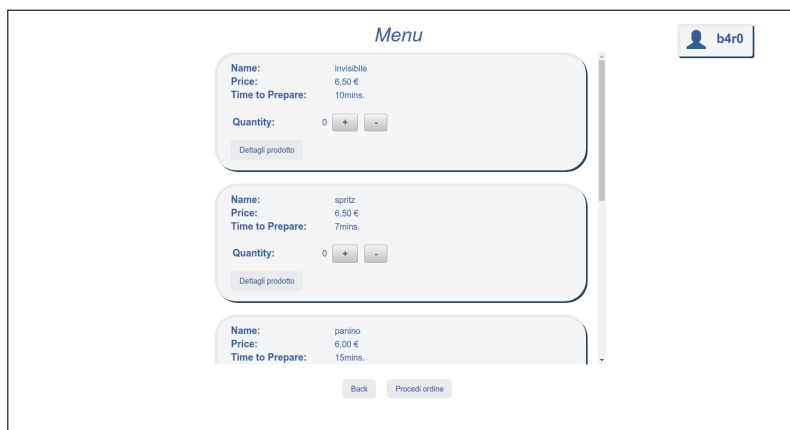 Menu
b4r0
Name: invisibile
Price: 6,50 €
Time to Prepare: 10mins.
Quantity: 0 + -
Dettagli prodotto
Name: spritz
Price: 6,50 €
Time to Prepare: 7mins.
Quantity: 0 + -
Dettagli prodotto
Name: panino
Price: 6,00 €
Time to Prepare: 15mins.
Back Procedi ordine